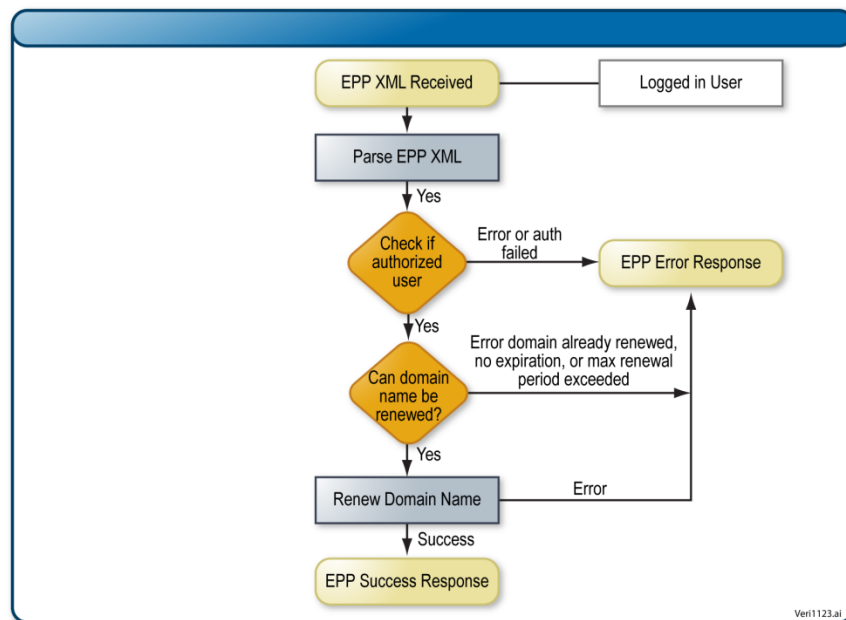 EPP XML Received
Logged in User
Parse EPP XML
Yes
Check if
authorized
user
Error or auth
failed
EPP Error Response
Yes
Error domain already renewed,
no expiration, or max renewal
period exceeded
Can domain
name be
renewed?
Yes
Renew Domain Name
Error
Success
EPP Success Response
Veri1123.ai